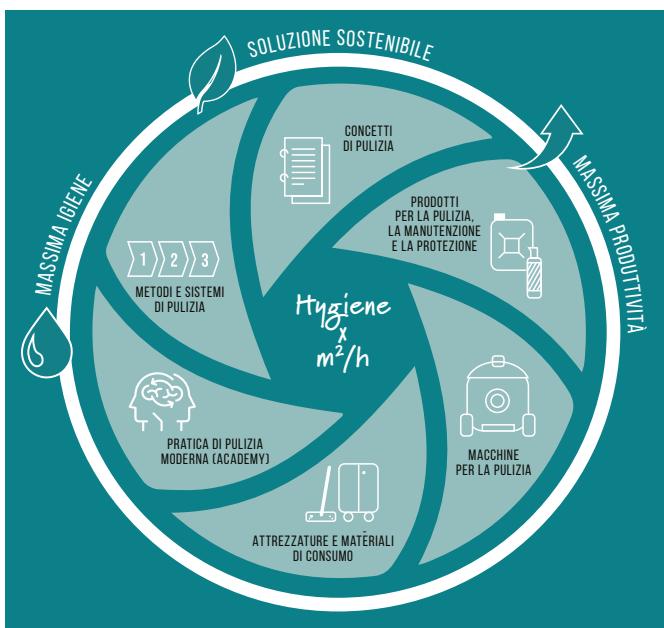 SOLUZIONE SOSTENIBILE
MASSIMA IGIENE
MASSIMA PRODUTTIVITÀ
CONCETTI
DI PULIZIA
PRODOTTI
PER LA PULIZIA,
LA MANUTENZIONE
E LA PROTEZIONE
1 2 3
METODI E SISTEMI
DI PULIZIA
Hygiene
x
m²/h
PRATICA DI PULIZIA
MODERNA (ACADEMY)
MACCHINE
PER LA PULIZIA
ATTREZZATURE E MATERIALI
DI CONSUMO